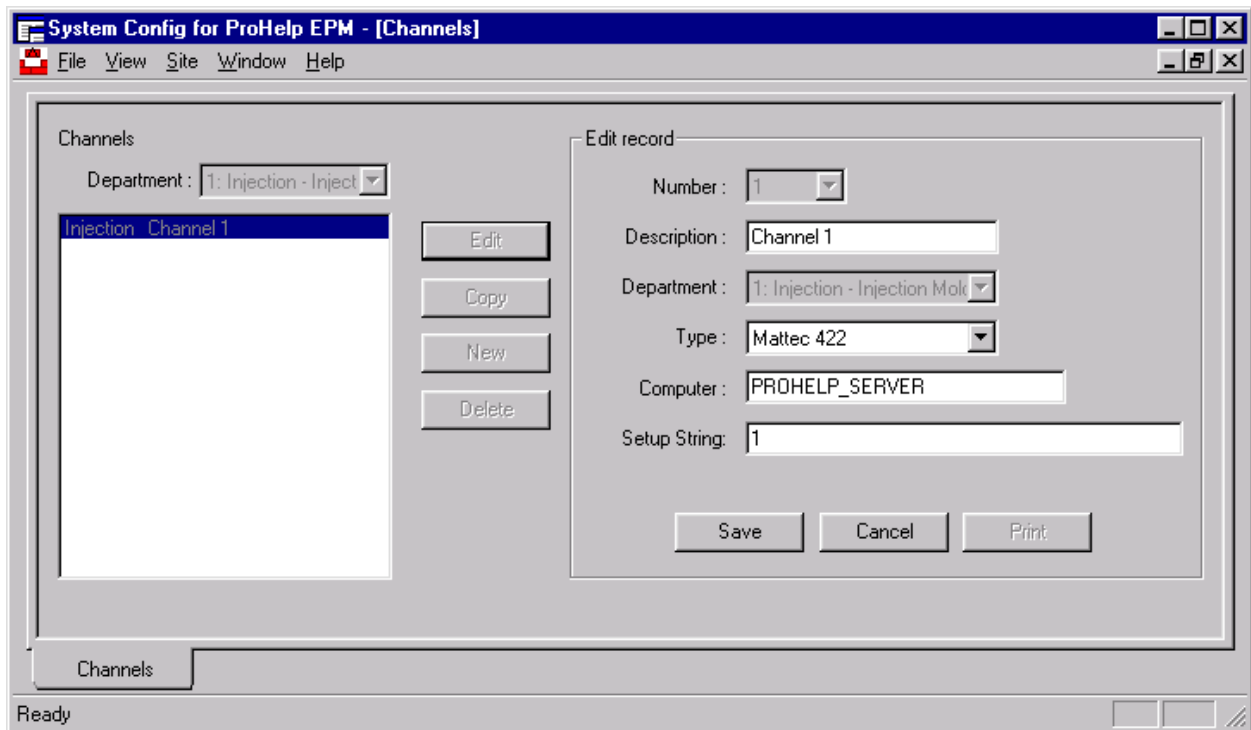 System Config for ProHelp EPM - [Channels]
File View Site Window Help
Channels
Department : 1: Injection - Inject
Injection Channel 1
Edit
Copy
New
Delete
Edit record
Number : 1
Description : Channel 1
Department : 1: Injection - Injection Mol
Type : Mattec 422
Computer : PROHELP_SERVER
Setup String: 1
Save Cancel Print
Channels
Ready